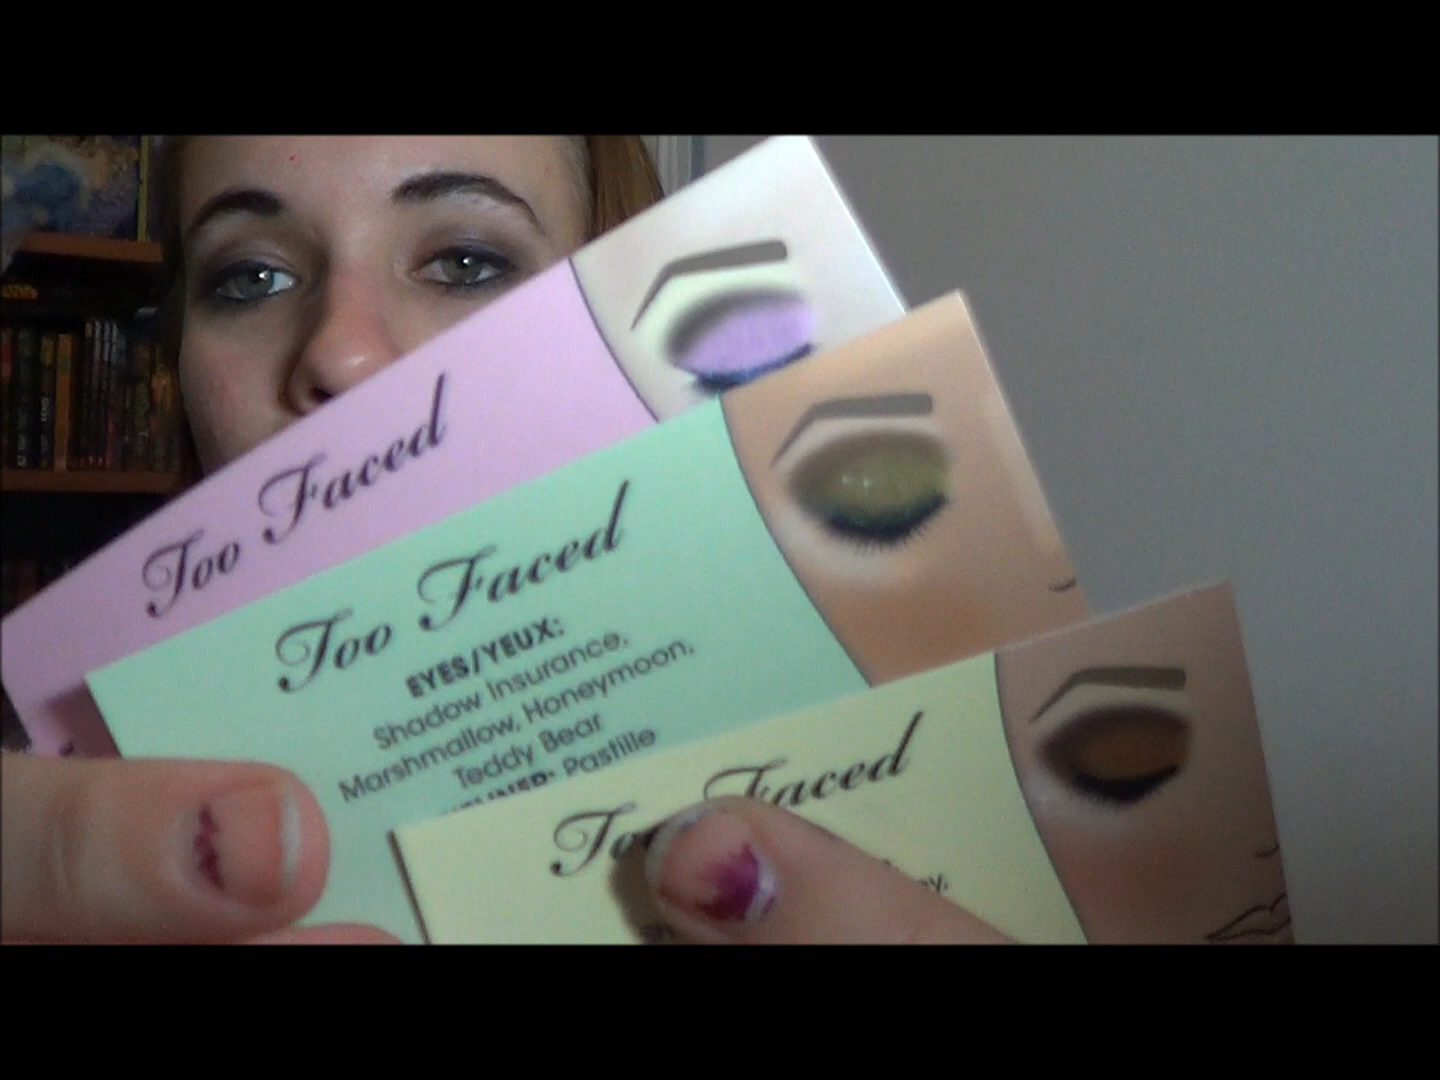 Too Faced
Too Faced
EYES/YEUX:
Shadow Insurance,
Marshmallow, Honeymoon,
Teddy Bear
Pastille
Too Faced